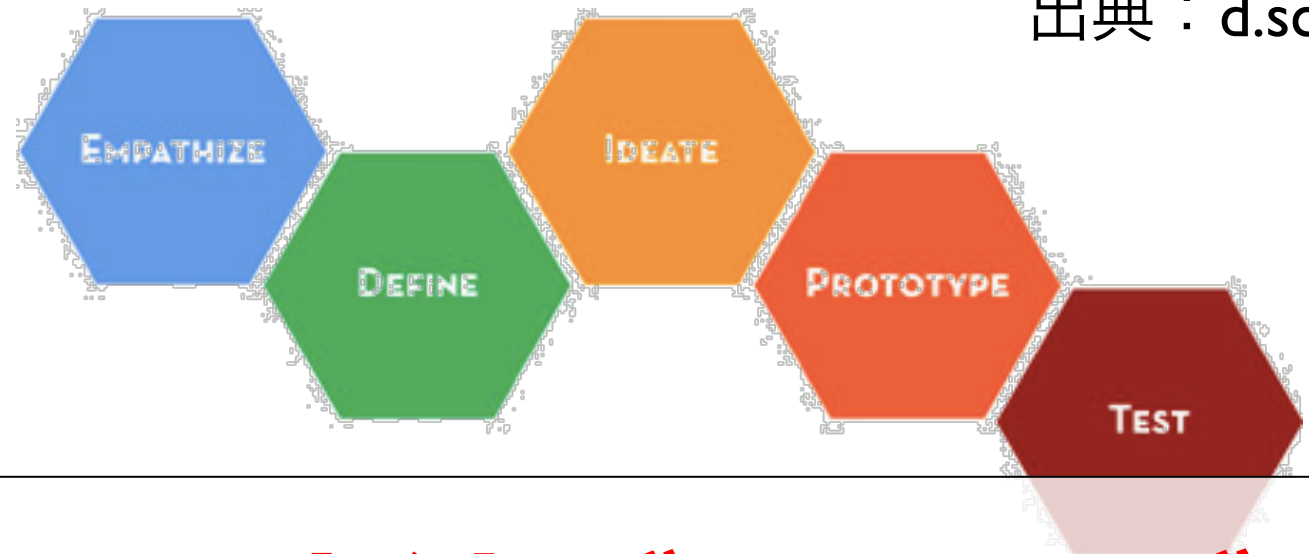 出典：d.sc
EMPATHIZE
IDEATE
DEFINE
PROTOTYPE
TEST